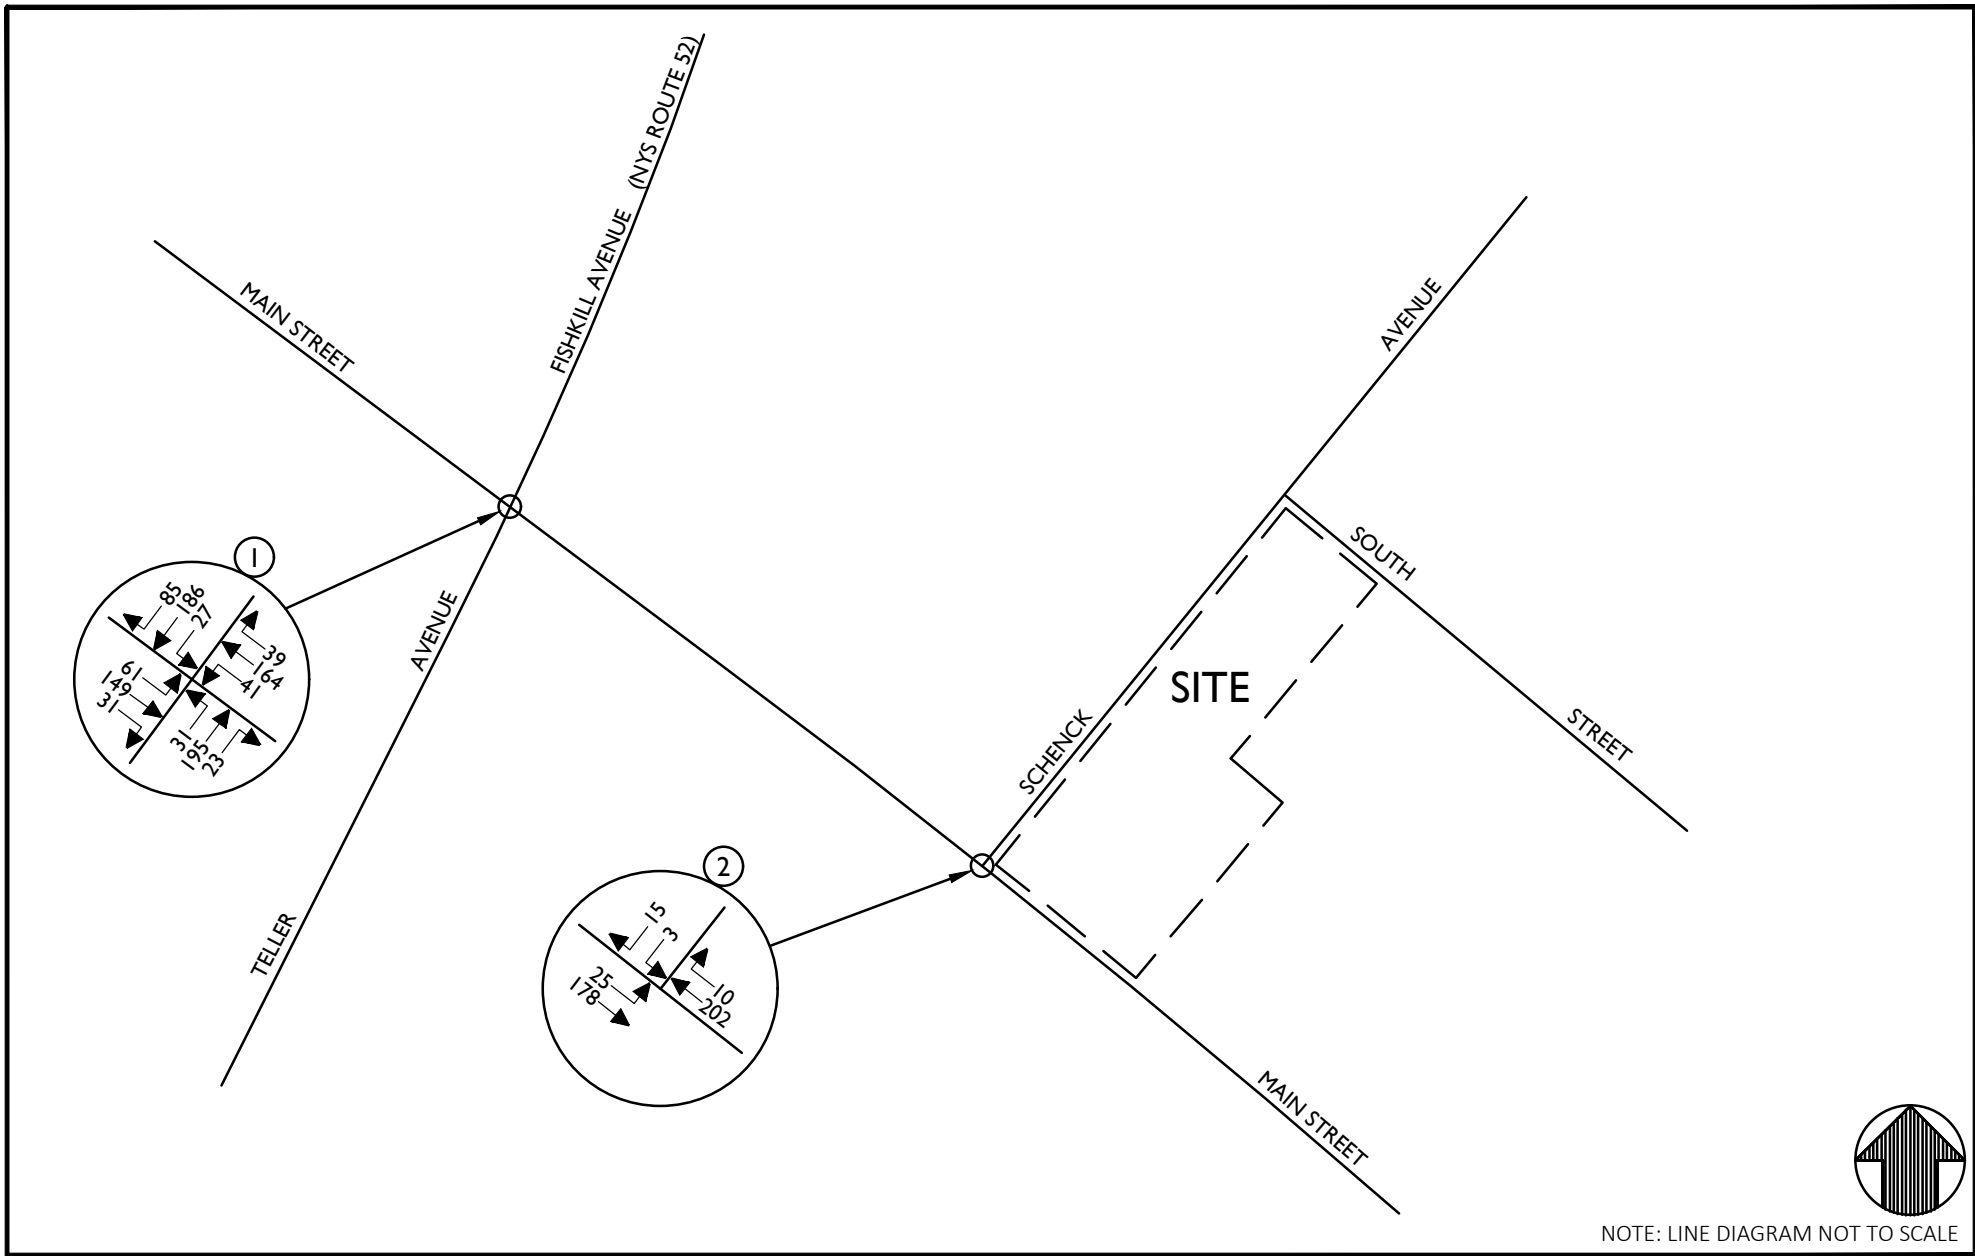 FISHKILL AVENUE (NYS ROUTE 52)
MAIN STREET
AVENUE
SOUTH
1
85
186
27
39
164
41
61
149
31
31
195
23
AVENUE
SITE
SCHENCK
STREET
2
15
3
25
178
10
202
TELLER
MAIN STREET
NOTE: LINE DIAGRAM NOT TO SCALE